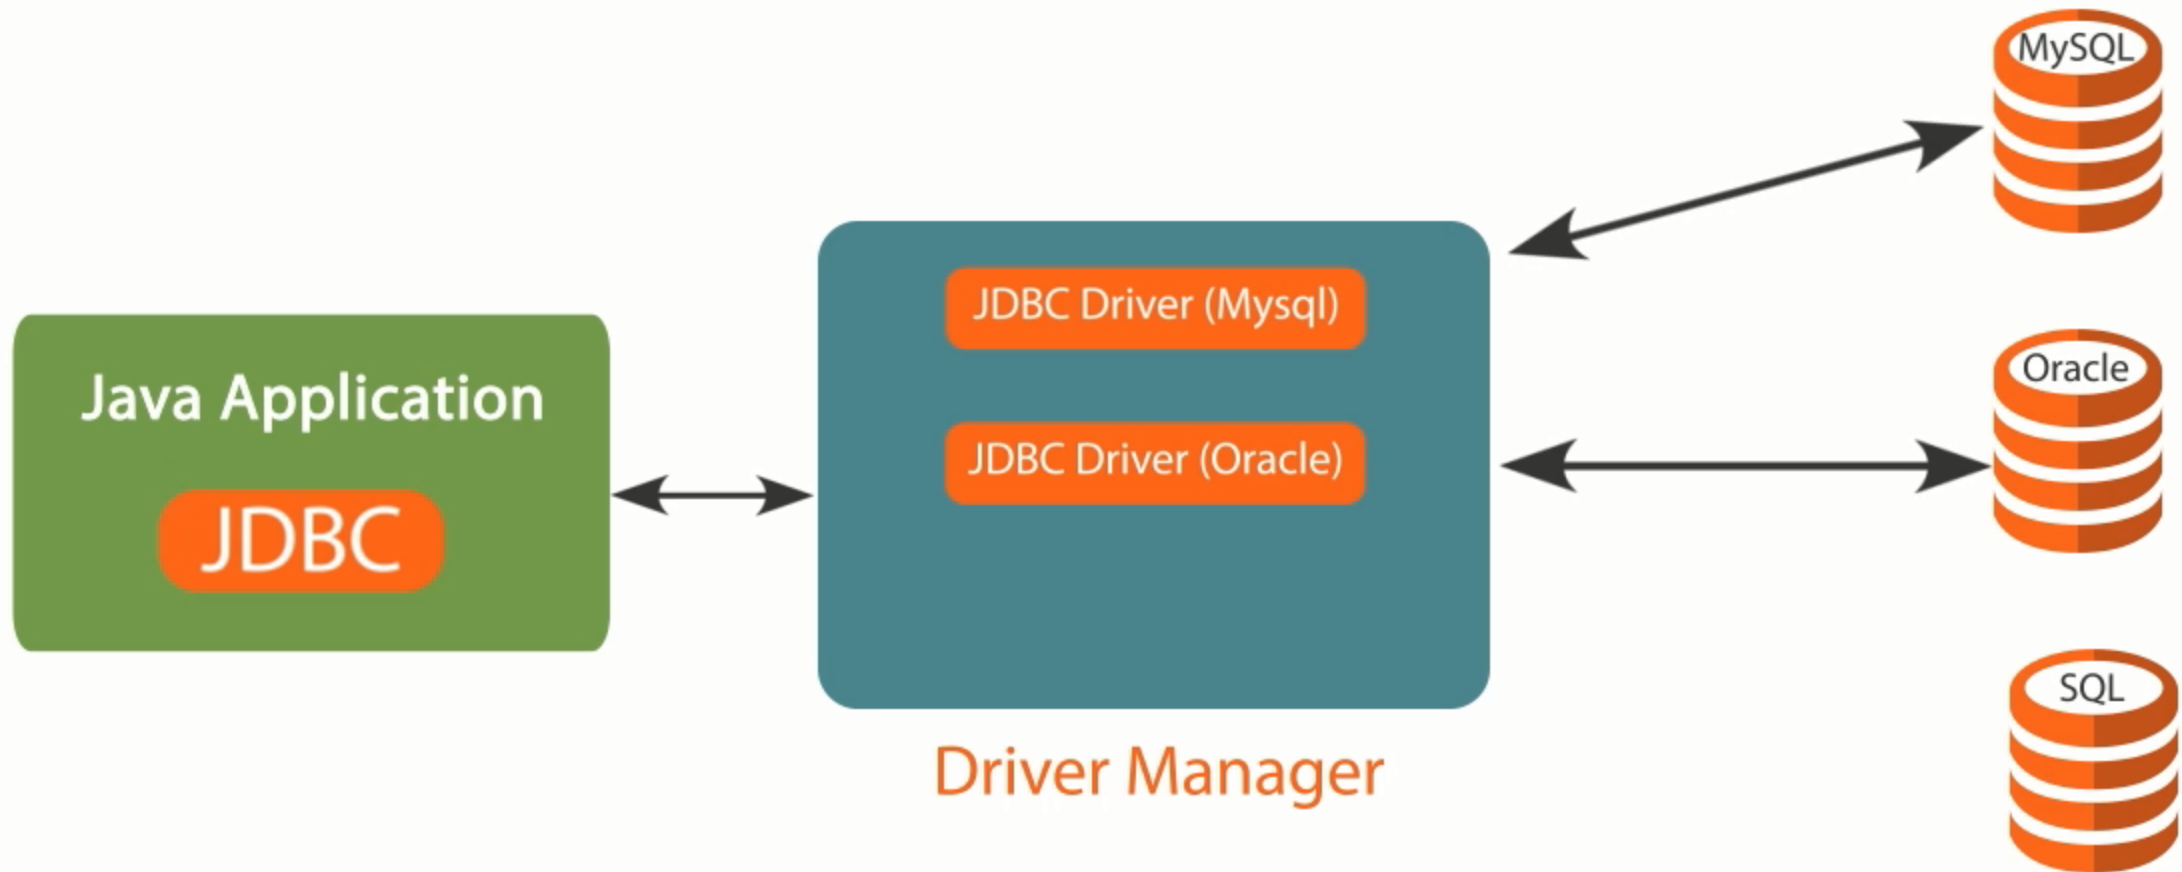 Java Application
JDBC
JDBC Driver (Mysql)
JDBC Driver (Oracle)
Driver Manager
MySQL
Oracle
SQL